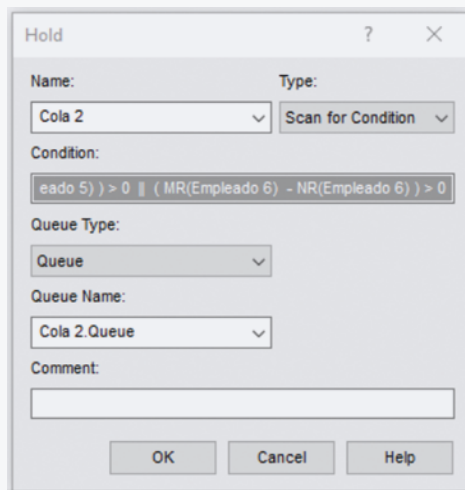 Hold ?
Name: Type:
Cola 2 Scan for Condition
Condition:
eado 5) ) > 0 || ( MR(Empleado 6) - NR(Empleado 6) ) > 0
Queue Type:
Queue
Queue Name:
Cola 2.Queue
Comment:
OK Cancel Help